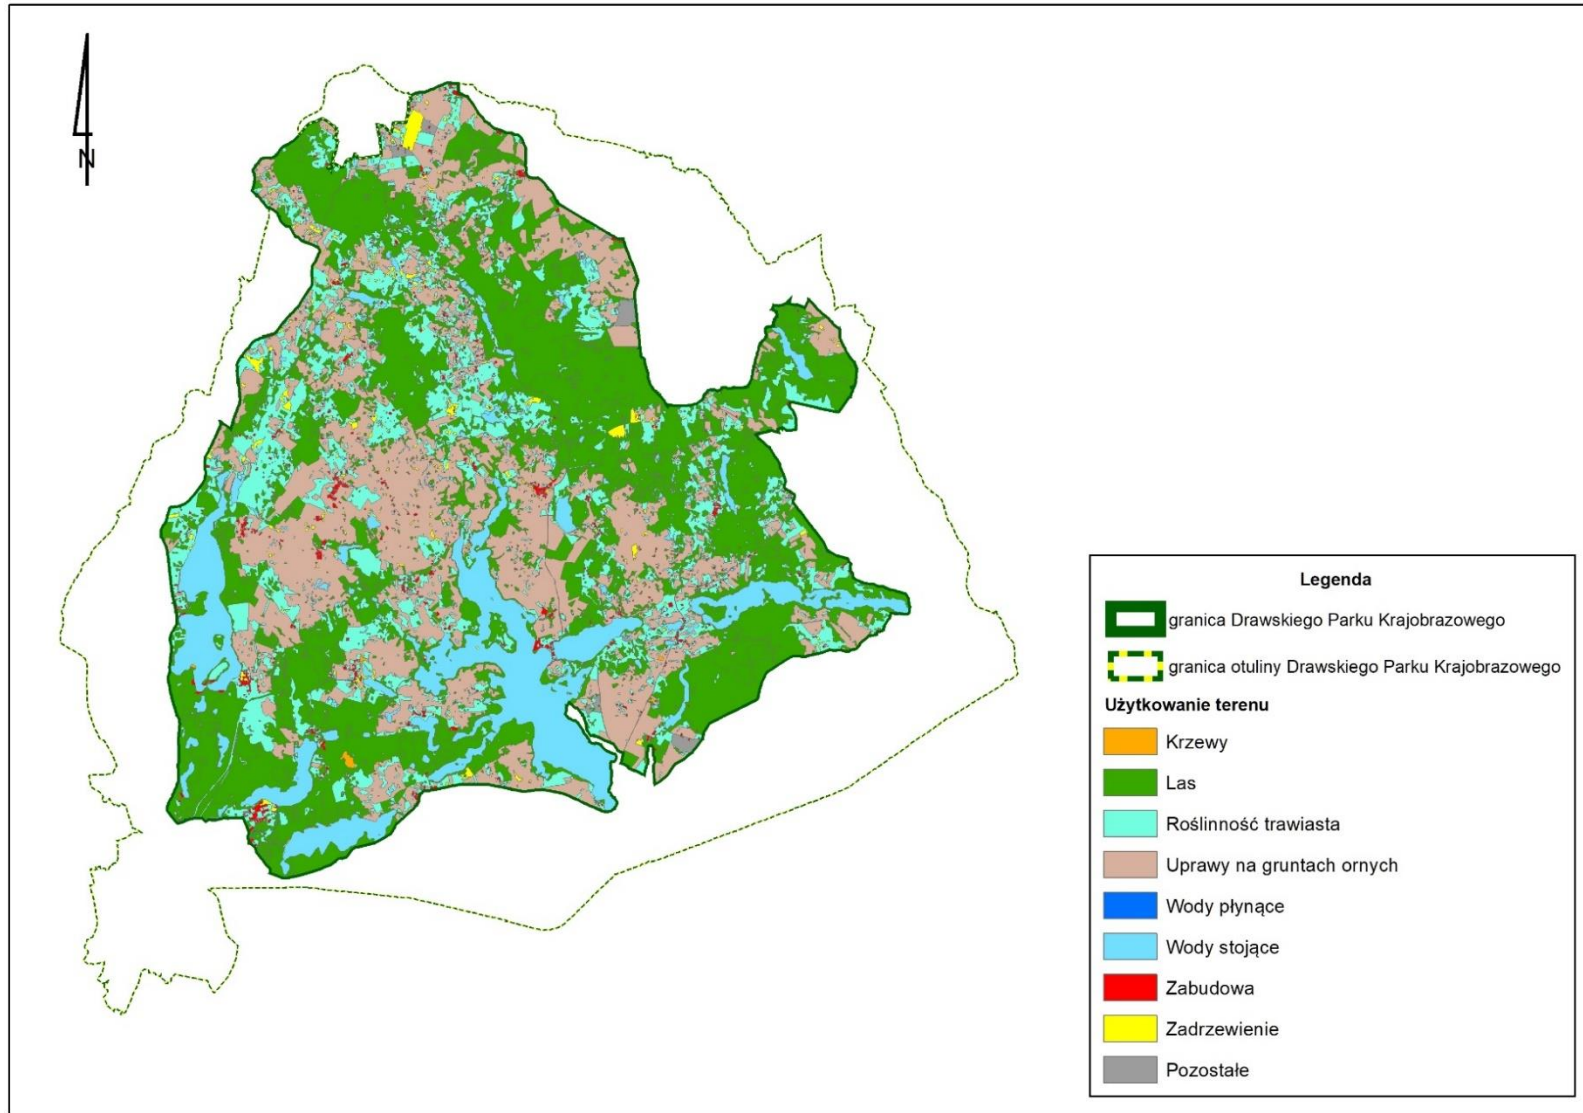 N
Legenda
granica Drawskiego Parku Krajobrazowego
granica otuliny Drawskiego Parku Krajobrazowego
Użytkowanie terenu
Krzewy
Las
Roślinność trawiasta
Uprawy na gruntach ornych
Wody płynące
Wody stojące
Zabudowa
Zadrzewienie
Pozostałe